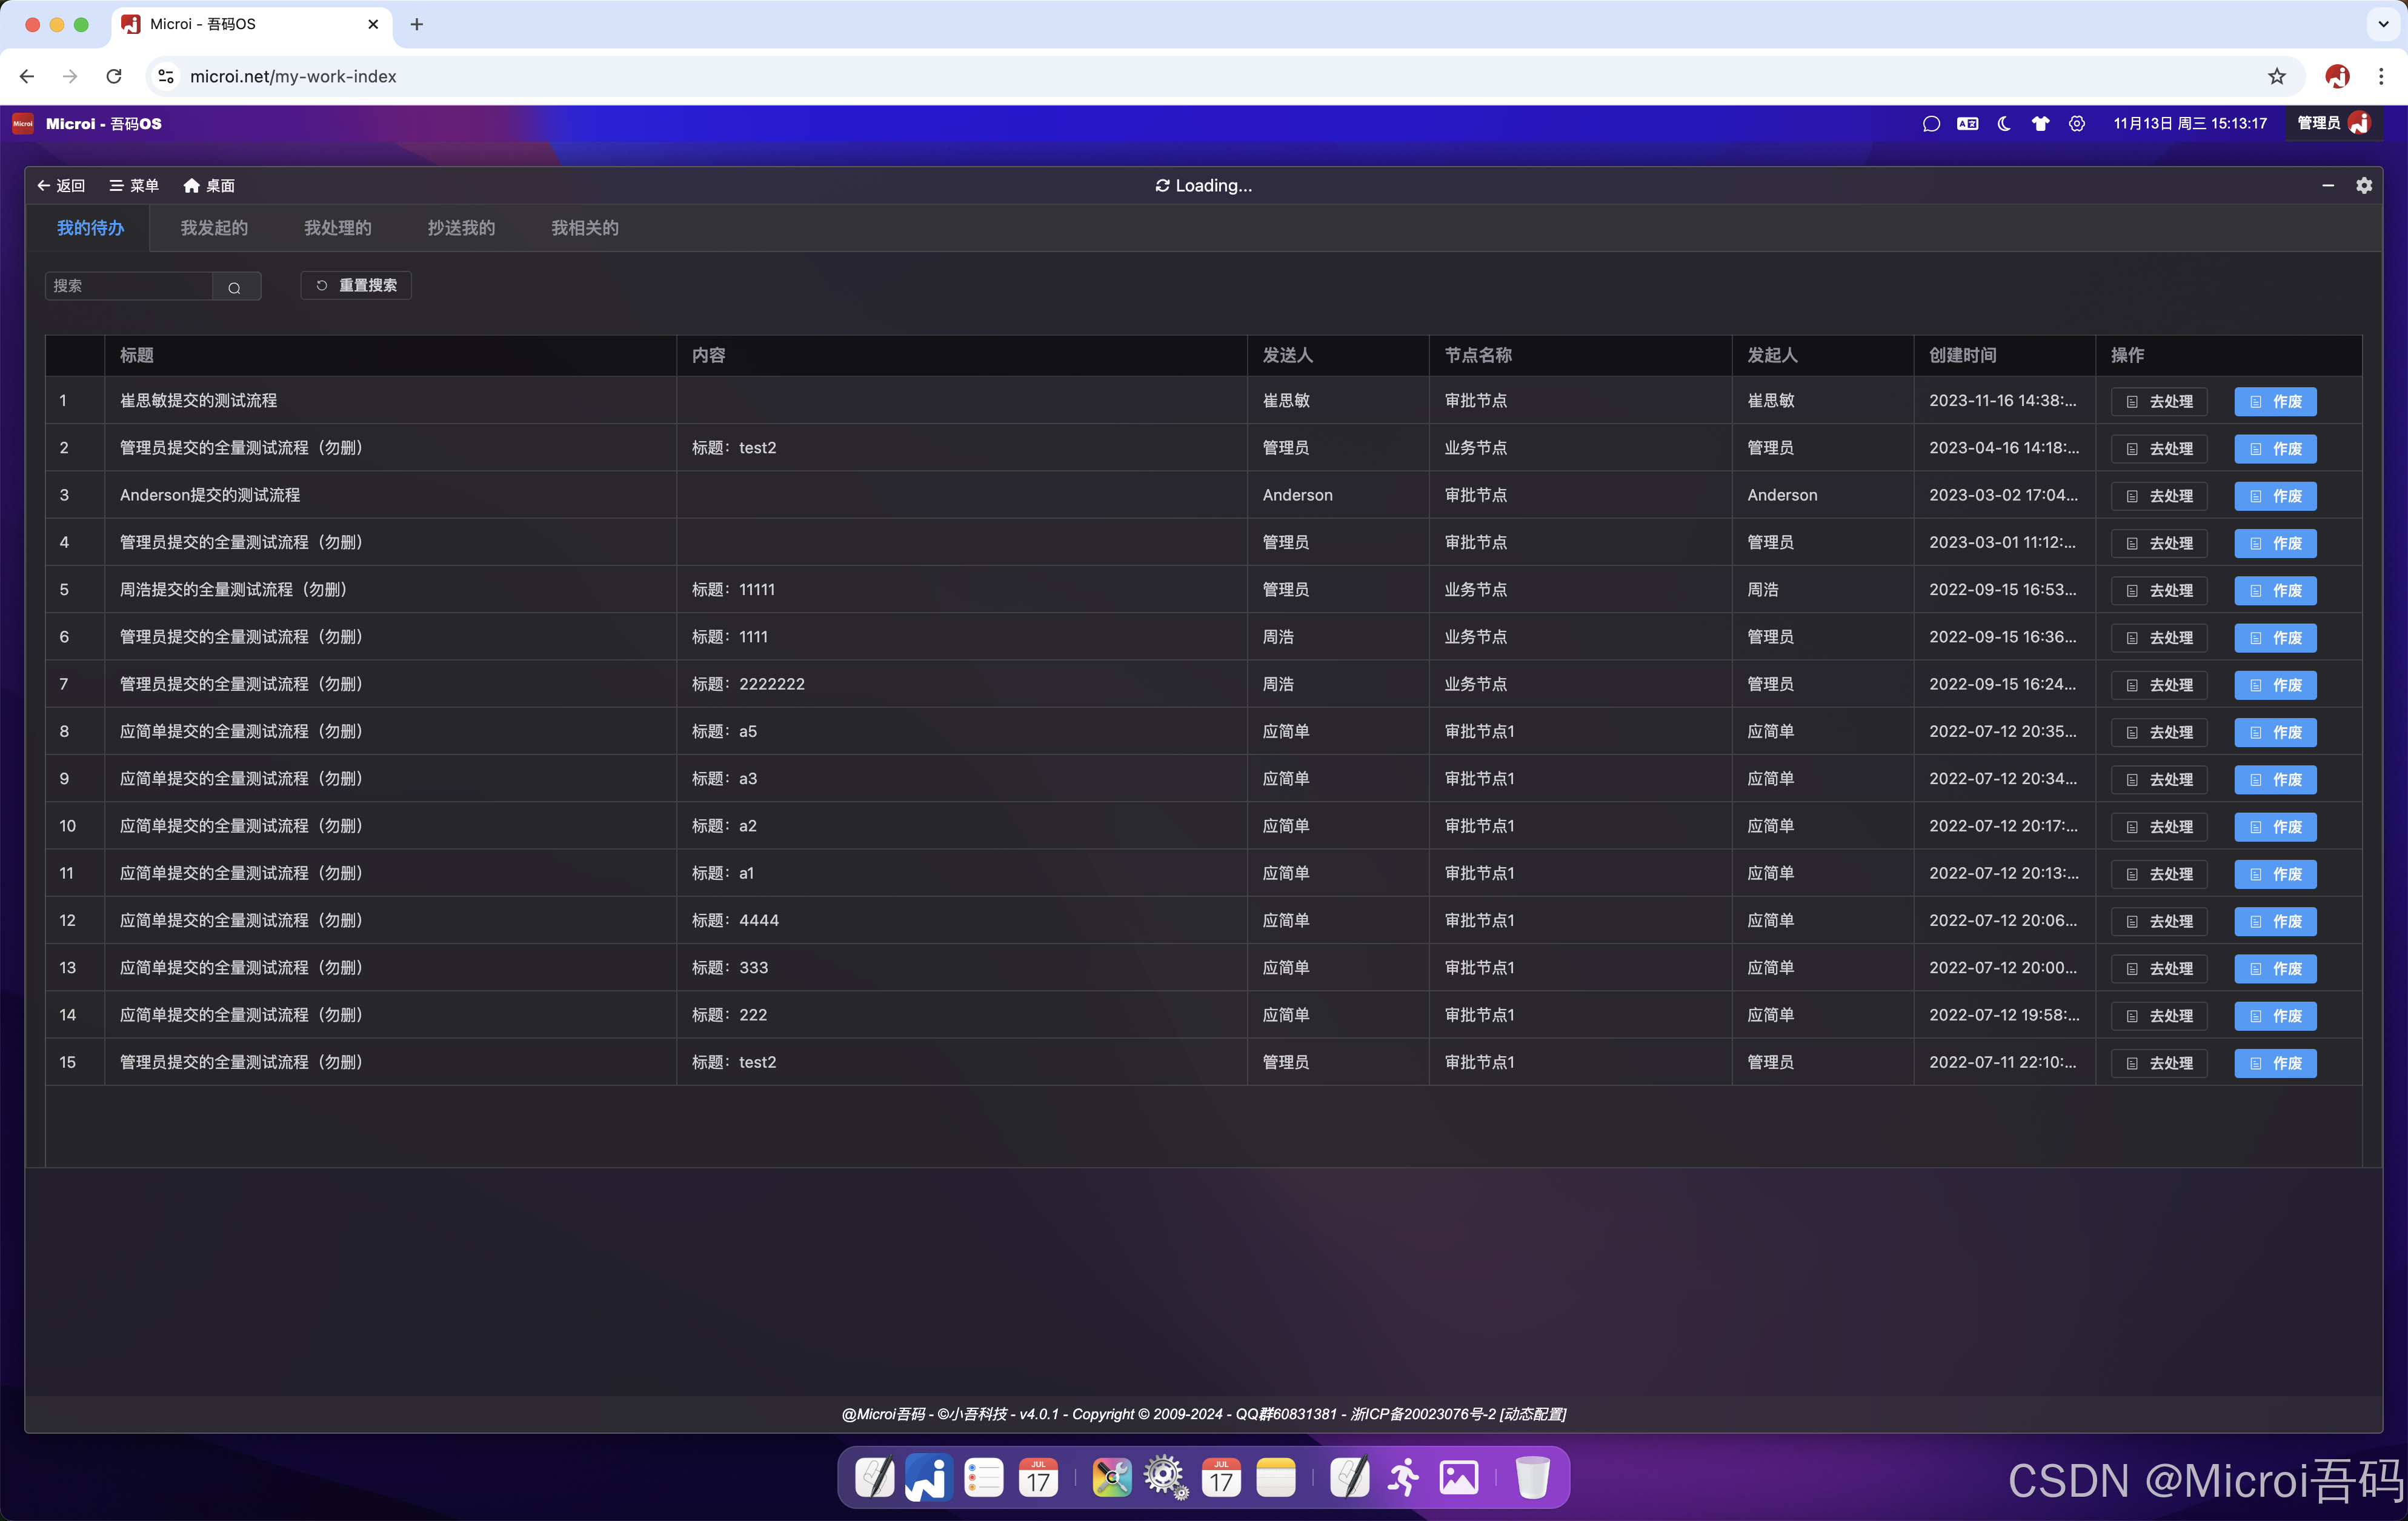 Microi - 吾码OS
microi.net/my-work-index
Microi Microi - 吾码OS 11月13日 周三 15:13:17 管理员
返回 菜单 桌面 Loading...
我的待办 我发起的 我处理的 抄送我的 我相关的
搜索 重置搜索
标题 内容 发送人 节点名称 发起人 创建时间 操作
1 崔思敏提交的测试流程 崔思敏 审批节点 崔思敏 2023-11-16 14:38:... 去处理 作废
2 管理员提交的全量测试流程（勿删） 标题：test2 管理员 业务节点 管理员 2023-04-16 14:18:... 去处理 作废
3 Anderson提交的测试流程 Anderson 审批节点 Anderson 2023-03-02 17:04... 去处理 作废
4 管理员提交的全量测试流程（勿删） 管理员 审批节点 管理员 2023-03-01 11:12:... 去处理 作废
5 周浩提交的全量测试流程（勿删） 标题：11111 管理员 业务节点 周浩 2022-09-15 16:53... 去处理 作废
6 管理员提交的全量测试流程（勿删） 标题：1111 周浩 业务节点 管理员 2022-09-15 16:36... 去处理 作废
7 管理员提交的全量测试流程（勿删） 标题：2222222 周浩 业务节点 管理员 2022-09-15 16:24... 去处理 作废
8 应简单提交的全量测试流程（勿删） 标题：a5 应简单 审批节点1 应简单 2022-07-12 20:35... 去处理 作废
9 应简单提交的全量测试流程（勿删） 标题：a3 应简单 审批节点1 应简单 2022-07-12 20:34... 去处理 作废
10 应简单提交的全量测试流程（勿删） 标题：a2 应简单 审批节点1 应简单 2022-07-12 20:17:... 去处理 作废
11 应简单提交的全量测试流程（勿删） 标题：a1 应简单 审批节点1 应简单 2022-07-12 20:13:... 去处理 作废
12 应简单提交的全量测试流程（勿删） 标题：4444 应简单 审批节点1 应简单 2022-07-12 20:06... 去处理 作废
13 应简单提交的全量测试流程（勿删） 标题：333 应简单 审批节点1 应简单 2022-07-12 20:00... 去处理 作废
14 应简单提交的全量测试流程（勿删） 标题：222 应简单 审批节点1 应简单 2022-07-12 19:58:... 去处理 作废
15 管理员提交的全量测试流程（勿删） 标题：test2 管理员 审批节点1 管理员 2022-07-11 22:10:... 去处理 作废
@Microi吾码 - ©小吾科技 - v4.0.1 - Copyright © 2009-2024 - QQ群60831381 - 浙ICP备20023076号-2 [动态配置]
JUL 17 JUL 17
CSDN @Microi吾码